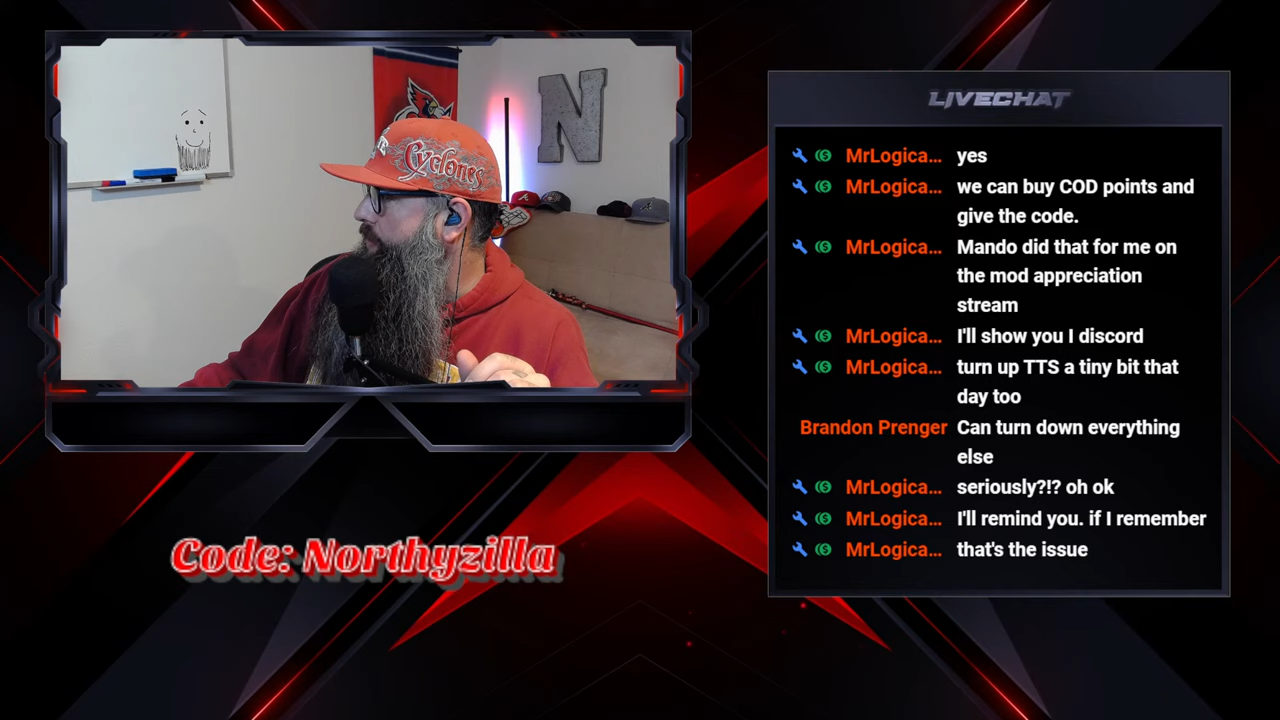 N
Cyclones
LIVECHAT
MrLogica... yes
MrLogica... we can buy COD points and
give the code.
MrLogica... Mando did that for me on
the mod appreciation
stream
MrLogica... I'll show you I discord
MrLogica... turn up TTS a tiny bit that
day too
Brandon Prenger Can turn down everything
else
MrLogica... seriously?!? oh ok
MrLogica... I'll remind you. if I remember
MrLogica... that's the issue
Code: Northyzilla